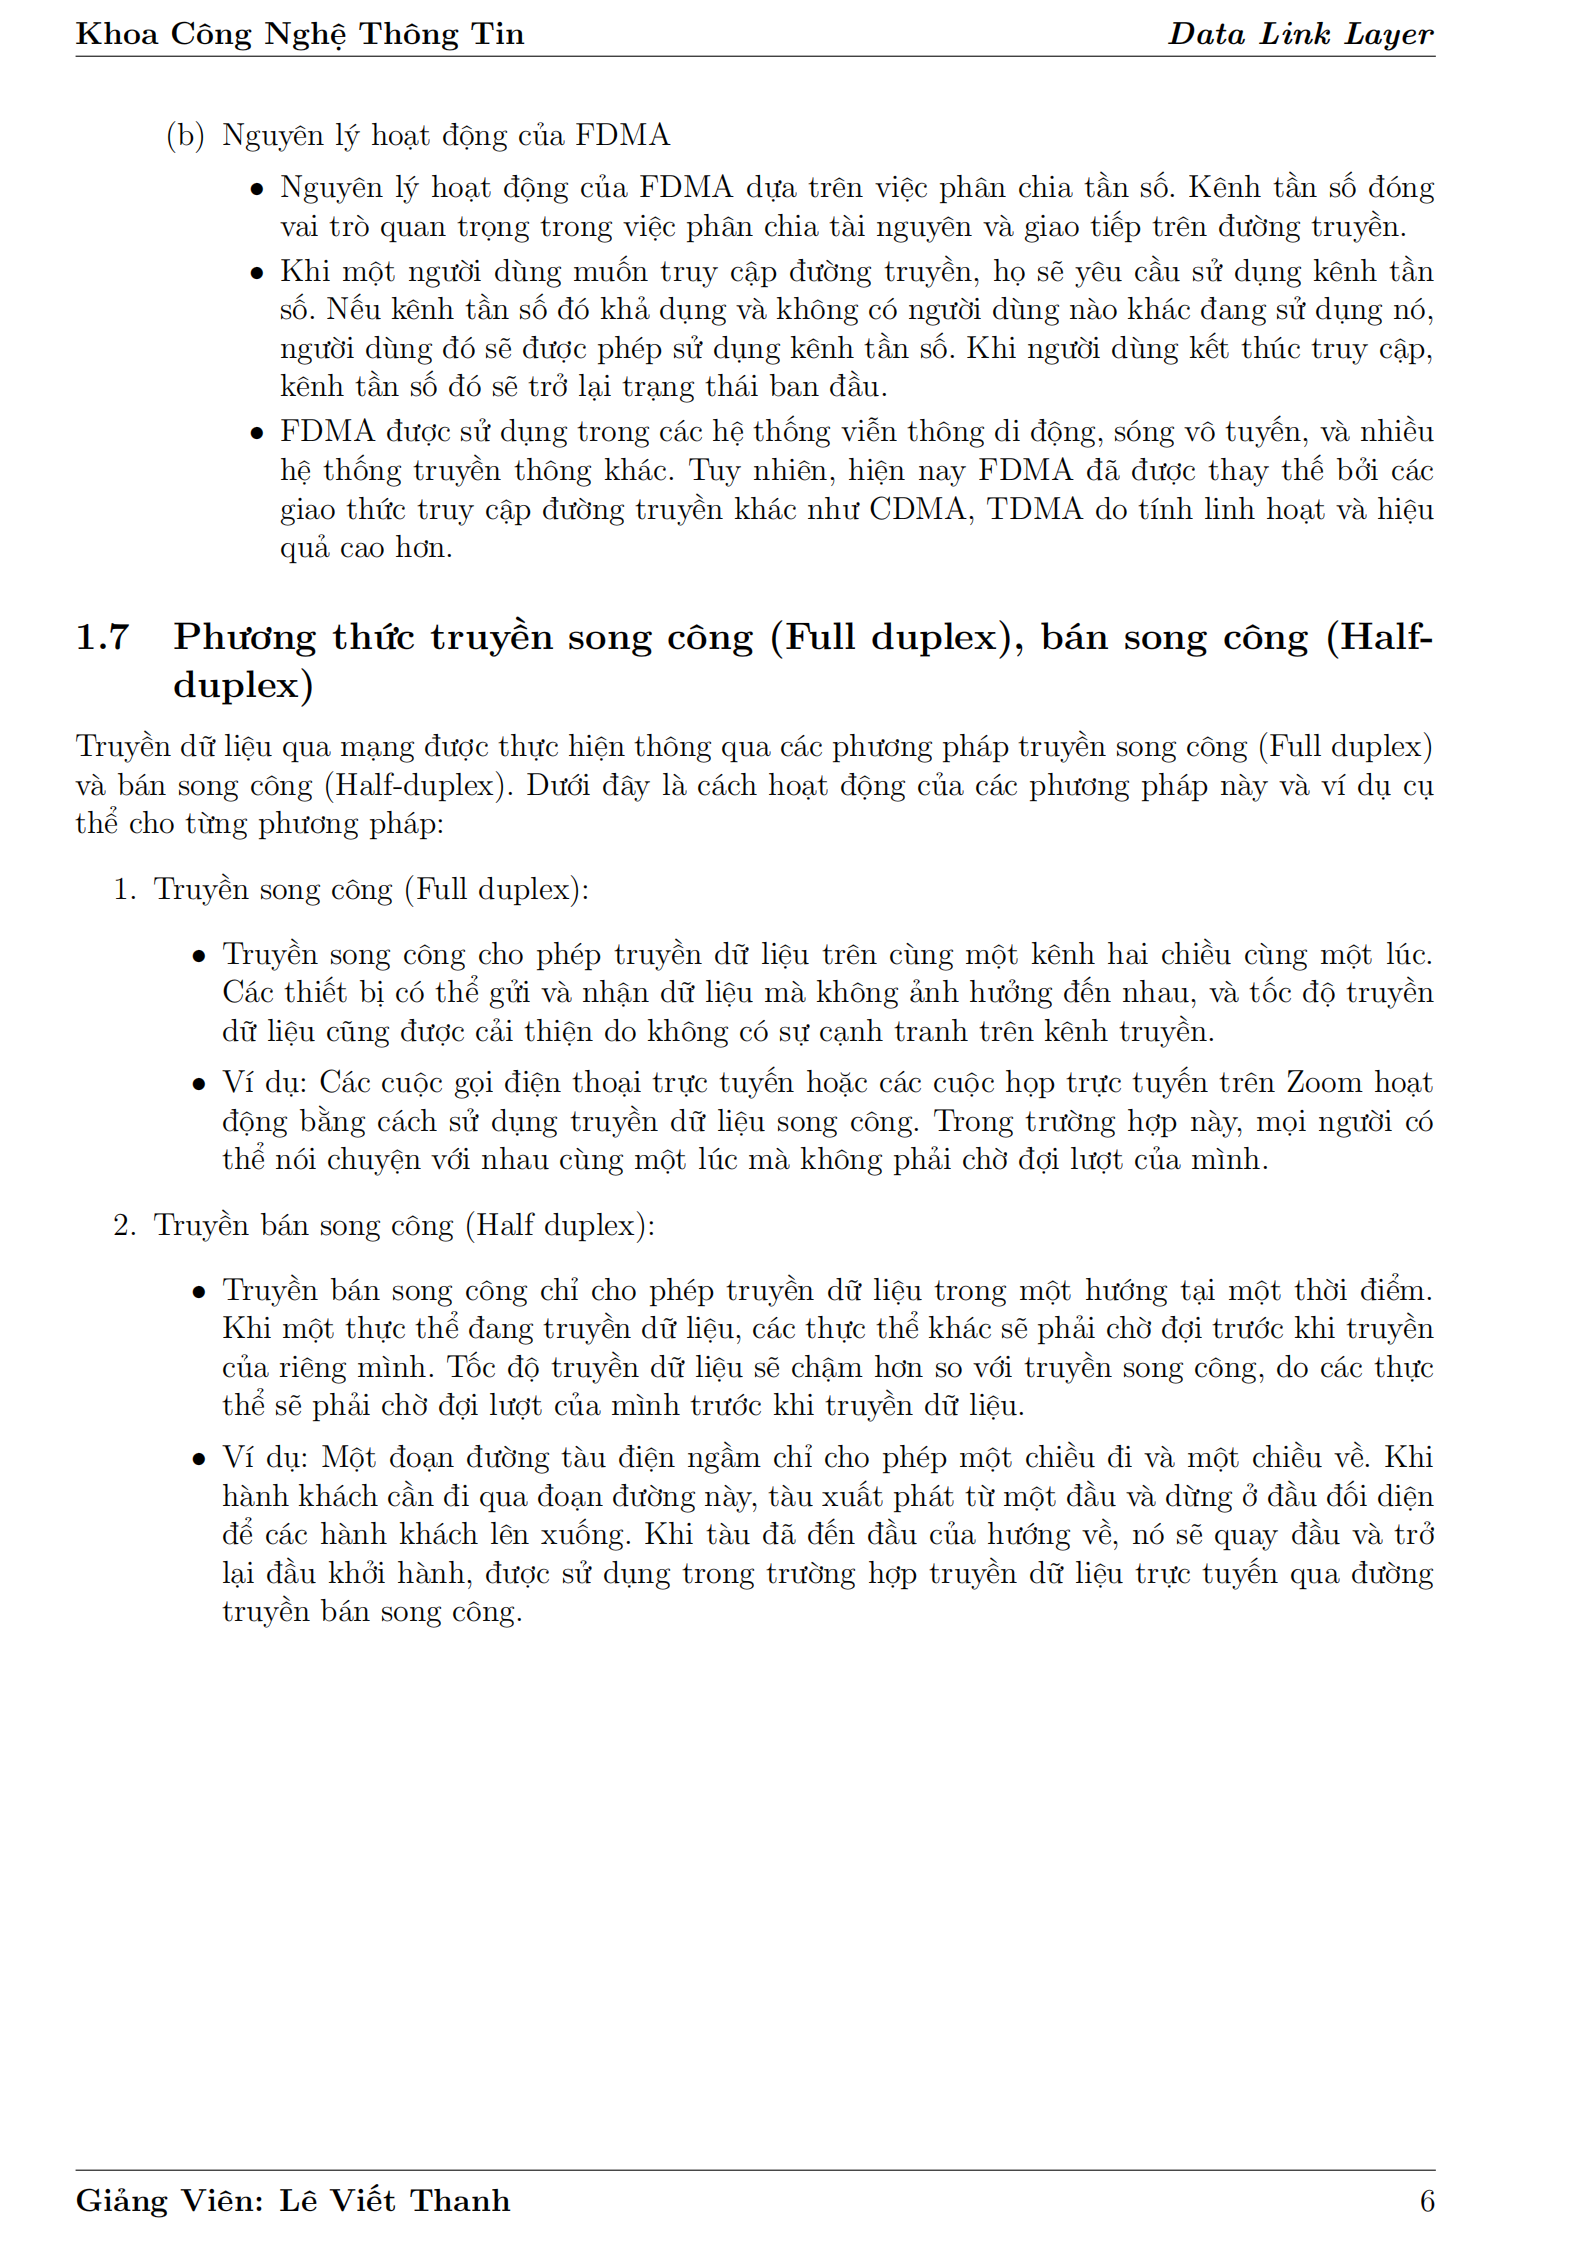 Khoa Công Nghệ Thông Tin Data Link Layer
(b) Nguyên lý hoạt động của FDMA
• Nguyên lý hoạt động của FDMA dựa trên việc phân chia tần số. Kênh tần số đóng
vai trò quan trọng trong việc phân chia tài nguyên và giao tiếp trên đường truyền.
• Khi một người dùng muốn truy cập đường truyền, họ sẽ yêu cầu sử dụng kênh tần
số. Nếu kênh tần số đó khả dụng và không có người dùng nào khác đang sử dụng nó,
người dùng đó sẽ được phép sử dụng kênh tần số. Khi người dùng kết thúc truy cập,
kênh tần số đó sẽ trở lại trạng thái ban đầu.
• FDMA được sử dụng trong các hệ thống viễn thông di động, sóng vô tuyến, và nhiều
hệ thống truyền thông khác. Tuy nhiên, hiện nay FDMA đã được thay thế bởi các
giao thức truy cập đường truyền khác như CDMA, TDMA do tính linh hoạt và hiệu
quả cao hơn.
1.7 Phương thức truyền song công (Full duplex), bán song công (Half-
duplex)
Truyền dữ liệu qua mạng được thực hiện thông qua các phương pháp truyền song công (Full duplex)
và bán song công (Half-duplex). Dưới đây là cách hoạt động của các phương pháp này và ví dụ cụ
thể cho từng phương pháp:
1. Truyền song công (Full duplex):
• Truyền song công cho phép truyền dữ liệu trên cùng một kênh hai chiều cùng một lúc.
Các thiết bị có thể gửi và nhận dữ liệu mà không ảnh hưởng đến nhau, và tốc độ truyền
dữ liệu cũng được cải thiện do không có sự cạnh tranh trên kênh truyền.
• Ví dụ: Các cuộc gọi điện thoại trực tuyến hoặc các cuộc họp trực tuyến trên Zoom hoạt
động bằng cách sử dụng truyền dữ liệu song công. Trong trường hợp này, mọi người có
thể nói chuyện với nhau cùng một lúc mà không phải chờ đợi lượt của mình.
2. Truyền bán song công (Half duplex):
• Truyền bán song công chỉ cho phép truyền dữ liệu trong một hướng tại một thời điểm.
Khi một thực thể đang truyền dữ liệu, các thực thể khác sẽ phải chờ đợi trước khi truyền
của riêng mình. Tốc độ truyền dữ liệu sẽ chậm hơn so với truyền song công, do các thực
thể sẽ phải chờ đợi lượt của mình trước khi truyền dữ liệu.
• Ví dụ: Một đoạn đường tàu điện ngầm chỉ cho phép một chiều đi và một chiều về. Khi
hành khách cần đi qua đoạn đường này, tàu xuất phát từ một đầu và dừng ở đầu đối diện
để các hành khách lên xuống. Khi tàu đã đến đầu của hướng về, nó sẽ quay đầu và trở
lại đầu khởi hành, được sử dụng trong trường hợp truyền dữ liệu trực tuyến qua đường
truyền bán song công.
Giảng Viên: Lê Viết Thanh 6